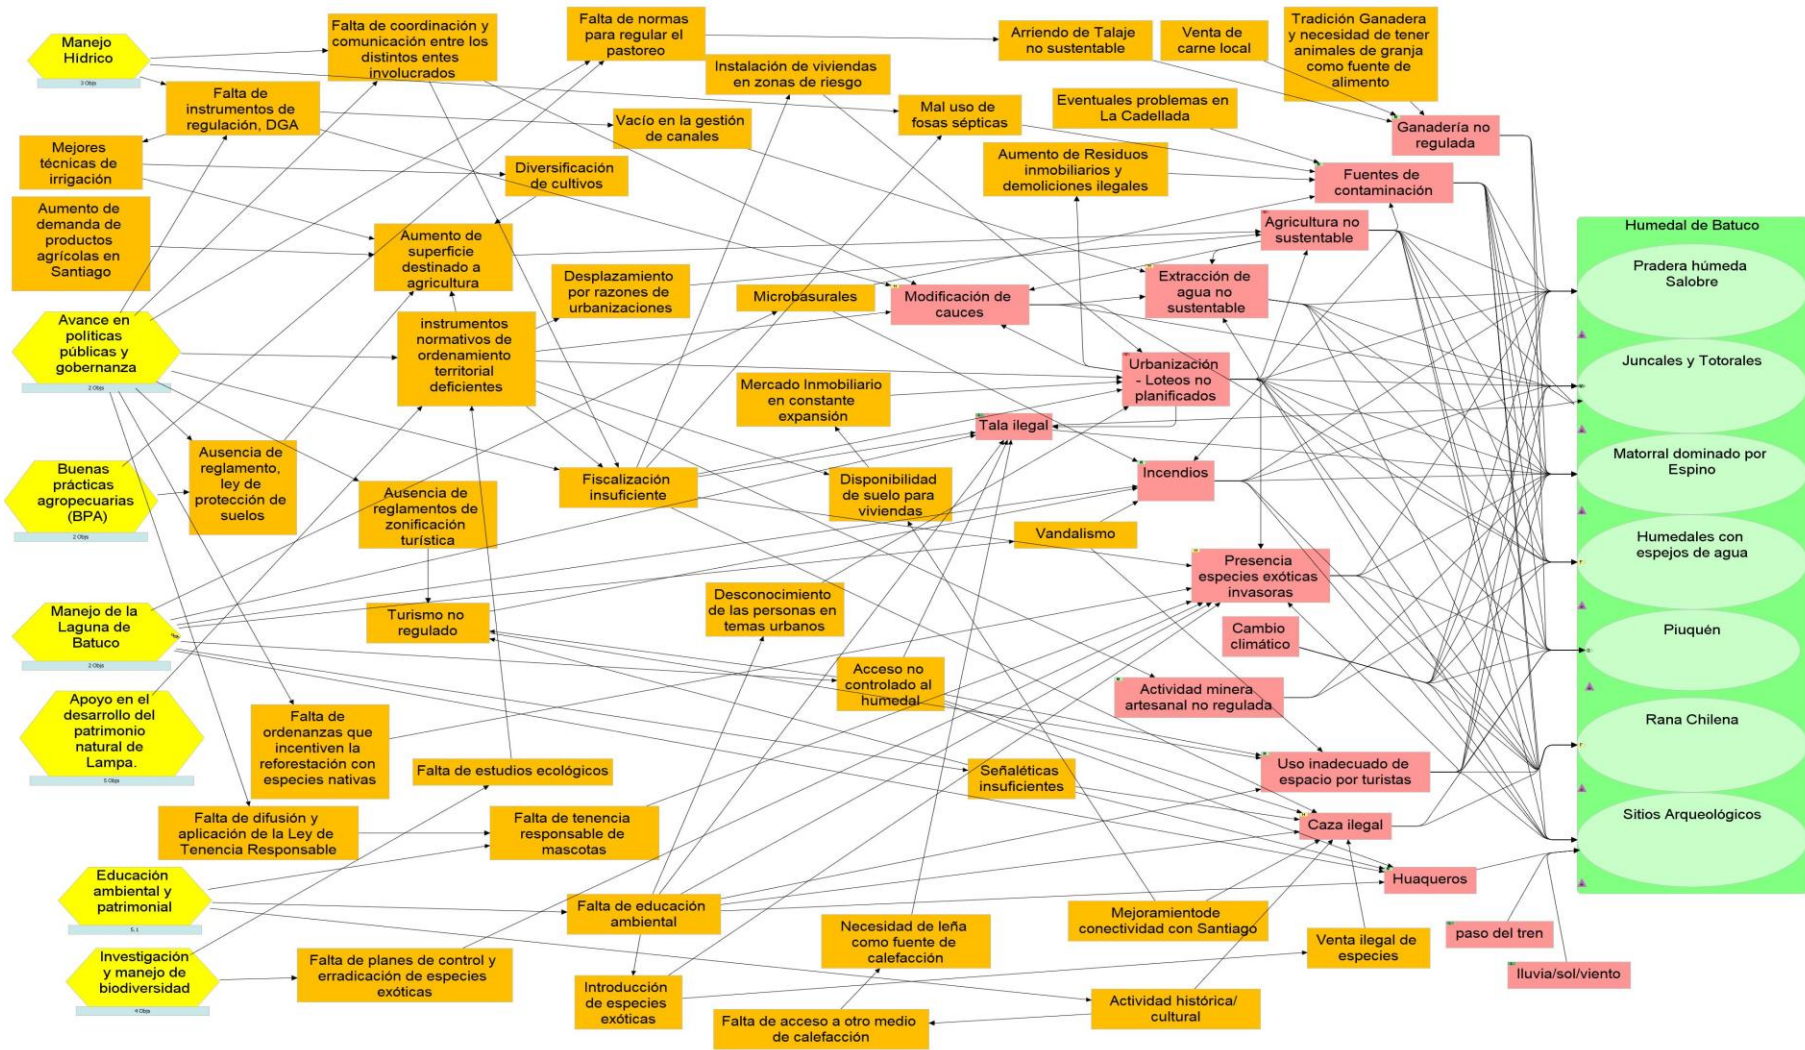 Manejo
Hídrico
3 Objs
Falta de coordinación y
comunicación entre los
distintos entes
involucrados
Falta de normas
para regular el
pastoreo
Arriendo de Talaje
no sustentable
Venta de
carne local
Tradición Ganadera
y necesidad de tener
animales de granja
como fuente de
alimento
Instalación de viviendas
en zonas de riesgo
Falta de
instrumentos de
regulación, DGA
Vacío en la gestión
de canales
Mal uso de
fosas sépticas
Eventuales problemas en
La Cadellada
Ganadería no
regulada
Mejores
técnicas de
irrigación
Diversificación
de cultivos
Aumento de Residuos
inmobiliarios y
demoliciones ilegales
Fuentes de
contaminación
Aumento de
demanda de
productos
agrícolas en
Santiago
Aumento de
superficie
destinado a
agricultura
Agricultura no
sustentable
Humedal de Batuco
Pradera húmeda
Salobre
Desplazamiento
por razones de
urbanizaciones
Microbasurales
Modificación de
cauces
Extracción de
agua no
sustentable
Avance en
políticas
públicas y
gobernanza
2 Objs
instrumentos
normativos de
ordenamiento
territorial
deficientes
Mercado Inmobiliario
en constante
expansión
Urbanización
- Loteos no
planificados
Juncales y Totorales
Tala ilegal
Ausencia de
reglamento,
ley de
protección de
suelos
Buenas
prácticas
agropecuarias
(BPA)
2 Objs
Ausencia de
reglamentos de
zonificación
turística
Fiscalización
insuficiente
Disponibilidad
de suelo para
viviendas
Incendios
Matorral dominado por
Espino
Vandalismo
Humedales con
espejos de agua
Presencia
especies exóticas
invasoras
Manejo de la
Laguna de
Batuco
2 Objs
Turismo no
regulado
Desconocimiento
de las personas en
temas urbanos
Cambio
climático
Piuquén
Acceso no
controlado al
humedal
Actividad minera
artesanal no regulada
Apoyo en el
desarrollo del
patrimonio
natural de
Lampa.
5 Objs
Falta de
ordenanzas que
incentiven la
reforestación con
especies nativas
Rana Chilena
Falta de estudios ecológicos
Señaléticas
insuficientes
Uso inadecuado de
espacio por turistas
Falta de difusión y
aplicación de la Ley de
Tenencia Responsable
Falta de tenencia
responsable de
mascotas
Caza ilegal
Sitios Arqueológicos
Educación
ambiental y
patrimonial
Falta de educación
ambiental
Huaqueros
Necesidad de leña
como fuente de
calefacción
Mejoramientode
conectividad con Santiago
Venta ilegal de
especies
paso del tren
Investigación
y manejo de
biodiversidad
4 Objs
Falta de planes de control y
erradicación de especies
exóticas
Introducción
de especies
exóticas
Falta de acceso a otro medio
de calefacción
Actividad histórica/
cultural
lluvia/sol/viento